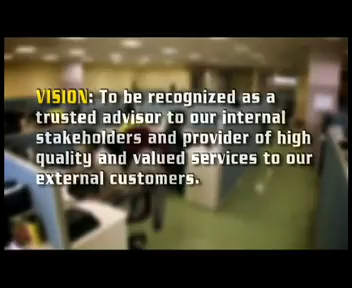 VISION: To be recognized as a
trusted advisor to our internal
stakeholders and provider of high
quality and valued services to our
external customers.